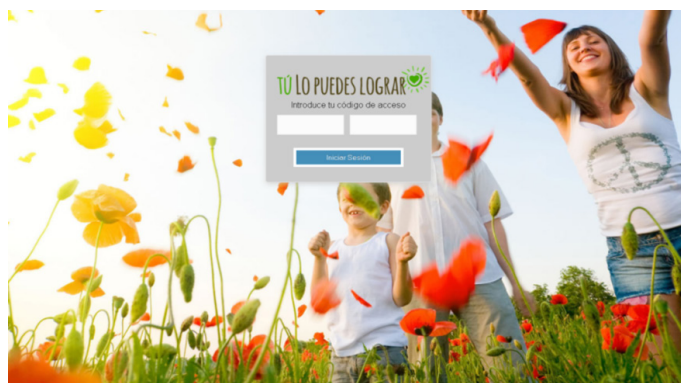 TÚ LO PUEDES LOGRAR
Introduce tu código de acceso
Iniciar Sesión